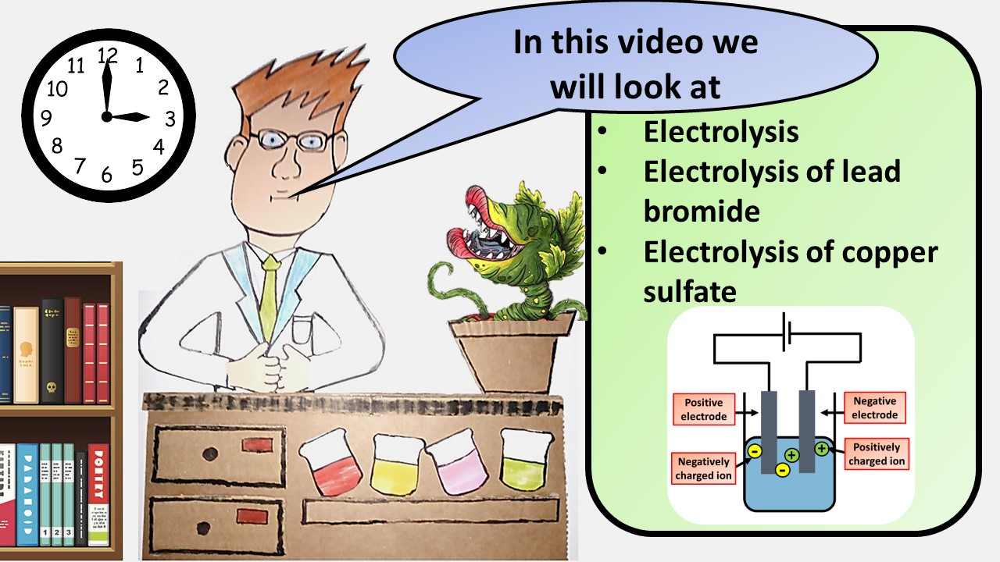 In this video we
will look at
• Electrolysis
• Electrolysis of lead
bromide
• Electrolysis of copper
sulfate
Positive
electrode
Negative
electrode
Negatively
charged ion
Positively
charged ion
-
-
+
+
12
1
2
3
4
5
6
7
8
9
10
11
PARANOID
1
2
3
POETRY